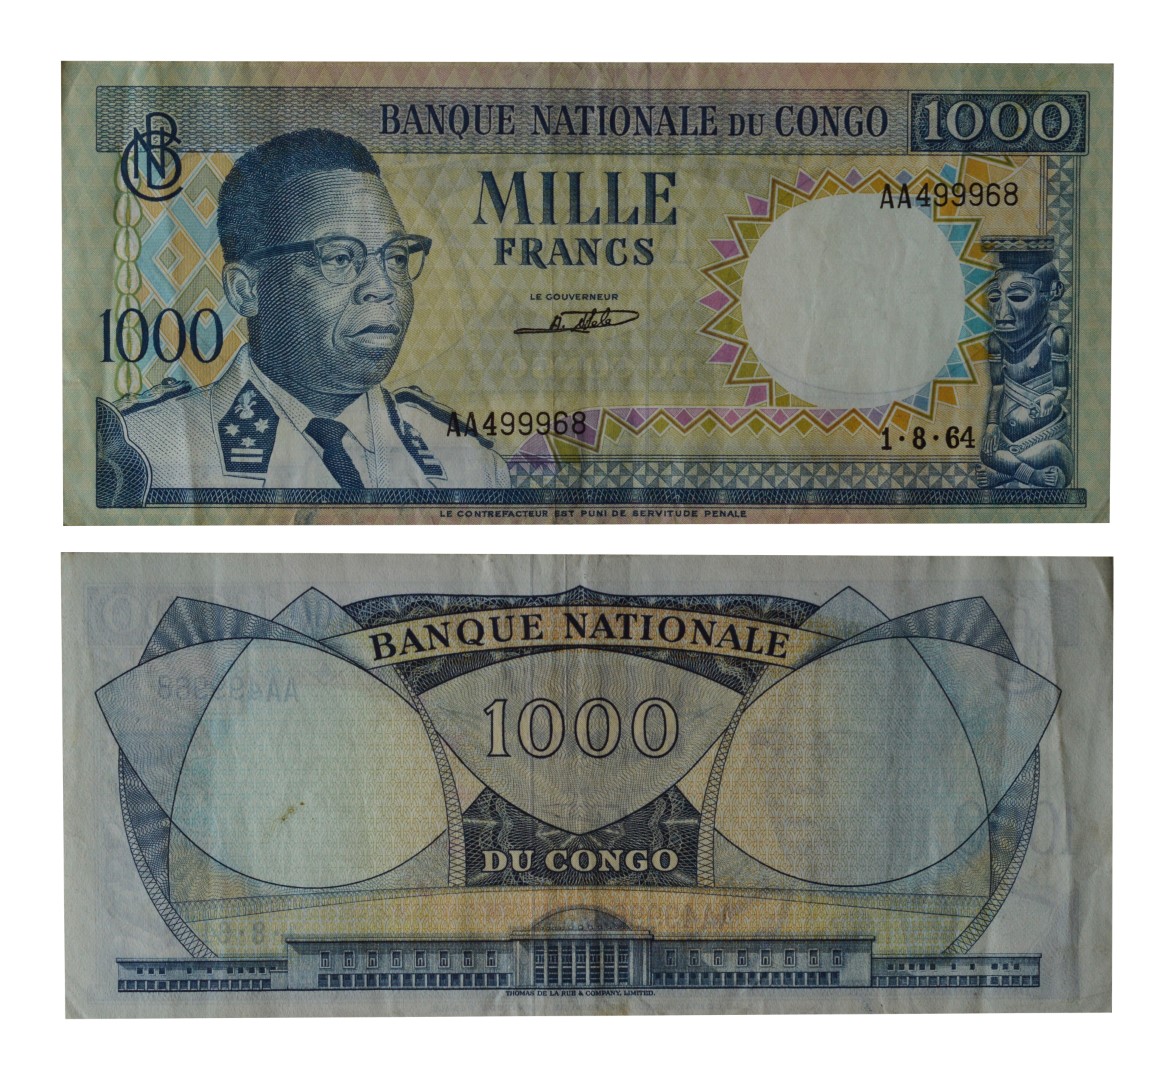 BNC
BANQUE NATIONALE DU CONGO
1000
MILLE
FRANCS
AA499968
LE GOUVERNEUR
1000
AA499968
1·8·64
LE CONTREFACTEUR EST PUNI DE SERVITUDE PENALE
BANQUE NATIONALE
1000
DU CONGO
THOMAS DE LA RUE & COMPANY, LIMITED.